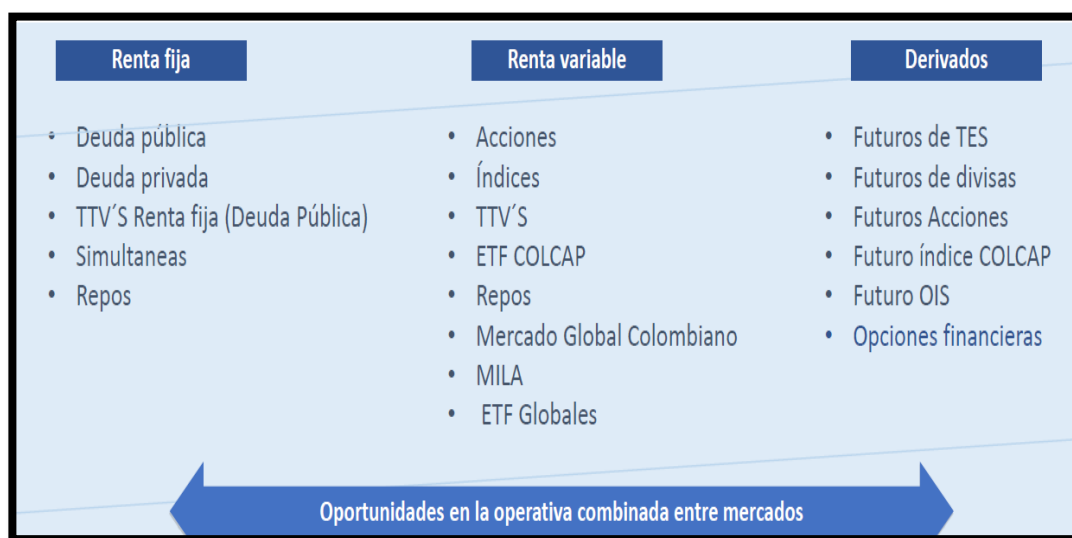 Renta fija
Deuda pública
Deuda privada
TTV´S Renta fija (Deuda Pública)
Simultaneas
Repos
Renta variable
Acciones
Índices
TTV´S
ETF COLCAP
Repos
Mercado Global Colombiano
MILA
ETF Globales
Derivados
Futuros de TES
Futuros de divisas
Futuros Acciones
Futuro índice COLCAP
Futuro OIS
Opciones financieras
Oportunidades en la operativa combinada entre mercados